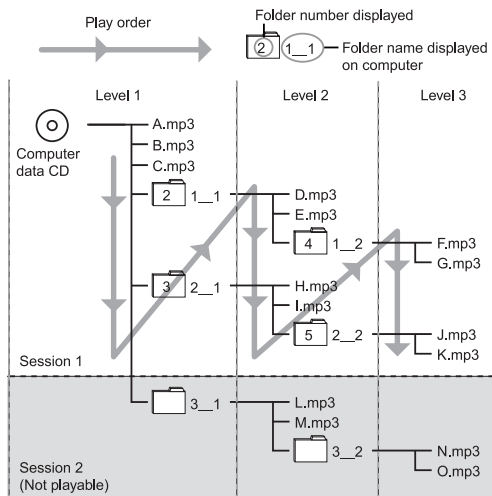 Play order
Folder number displayed
2 1__1
Folder name displayed
on computer
Level 1
Level 2
Level 3
Computer
data CD
A.mp3
B.mp3
C.mp3
2 1__1
D.mp3
E.mp3
4 1__2
F.mp3
G.mp3
3 2__1
H.mp3
I.mp3
5 2__2
J.mp3
K.mp3
Session 1
3__1
L.mp3
M.mp3
3__2
N.mp3
O.mp3
Session 2
(Not playable)